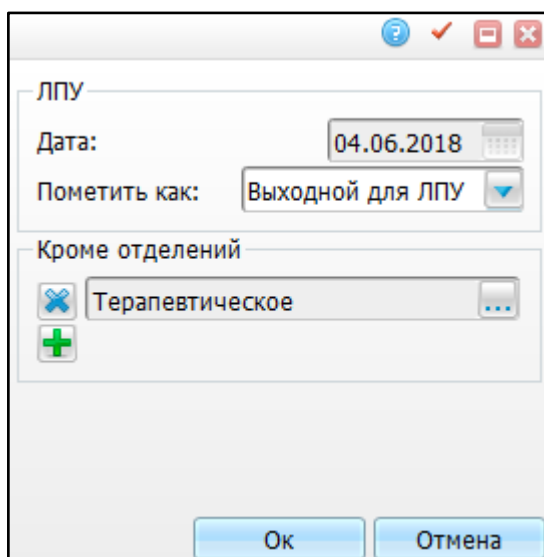 ЛПУ
Дата: 04.06.2018
Пометить как: Выходной для ЛПУ
Кроме отделений
Терапевтическое ...
Ок Отмена